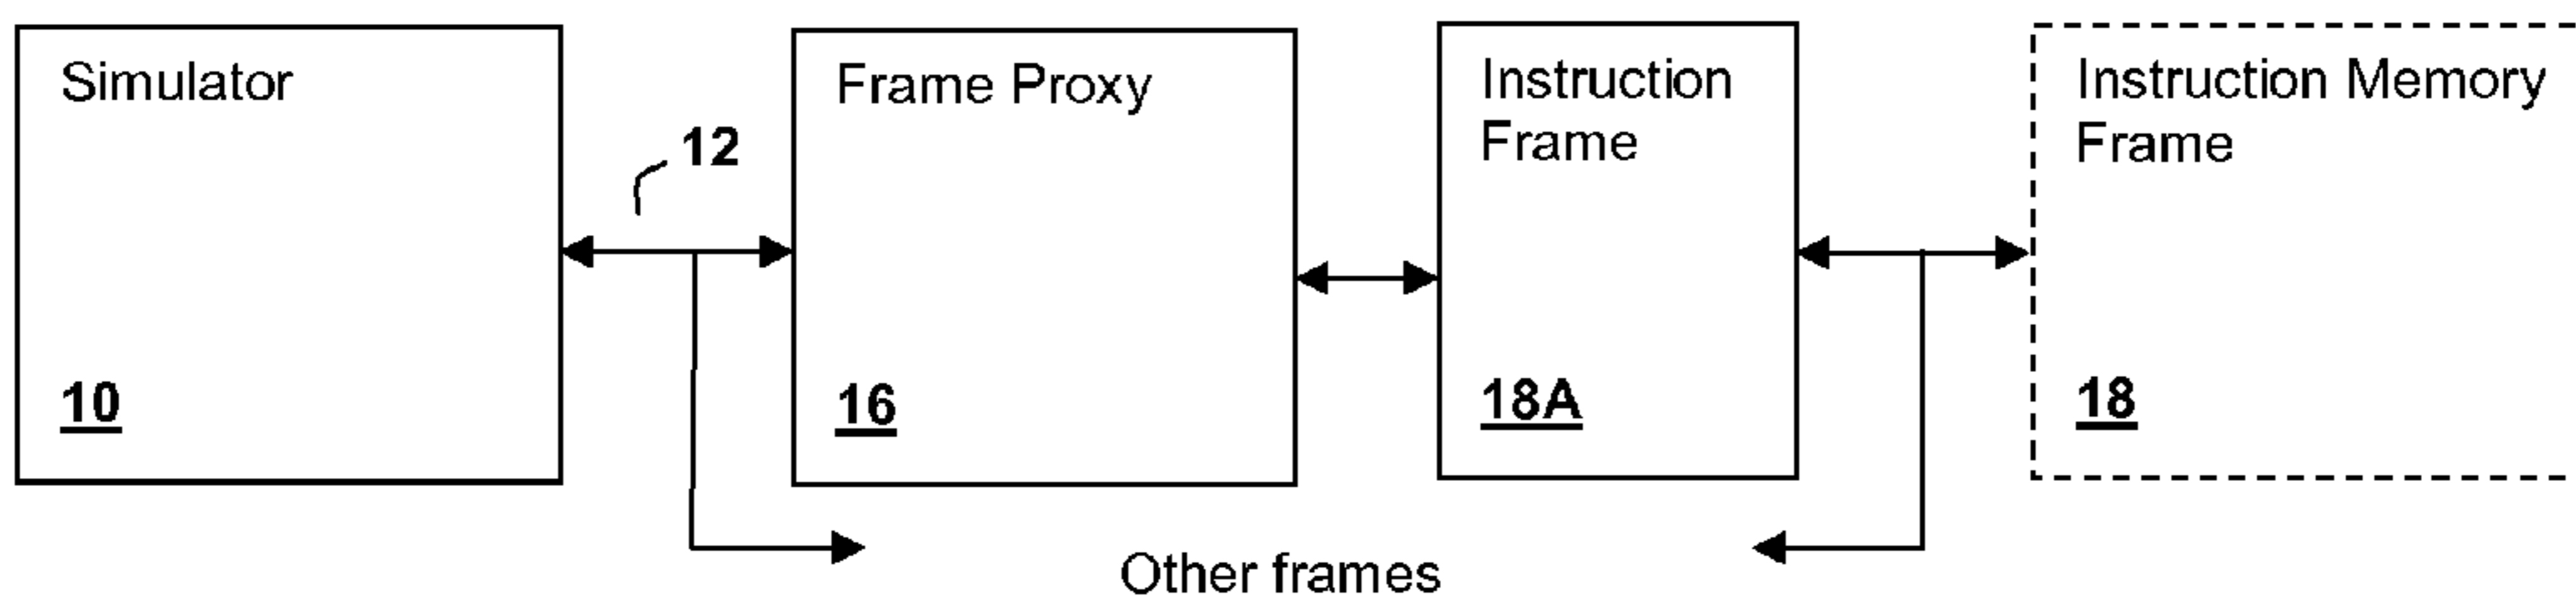 Simulator
10
12
Frame Proxy
16
Instruction
Frame
18A
Instruction Memory
Frame
18
Other frames